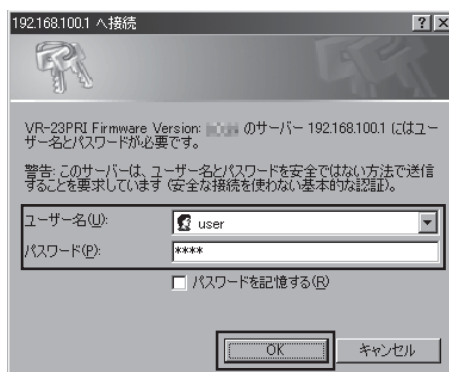 192.168.100.1 へ接続
VR-23PRI Firmware Version: のサーバー 192.168.100.1 にはユー
ザー名とパスワードが必要です。
警告: このサーバーは、ユーザー名とパスワードを安全ではない方法で送信
することを要求しています (安全な接続を使わない基本的な認証)。
ユーザー名(U):
user
パスワード(P):
****
パスワードを記憶する(R)
OK キャンセル